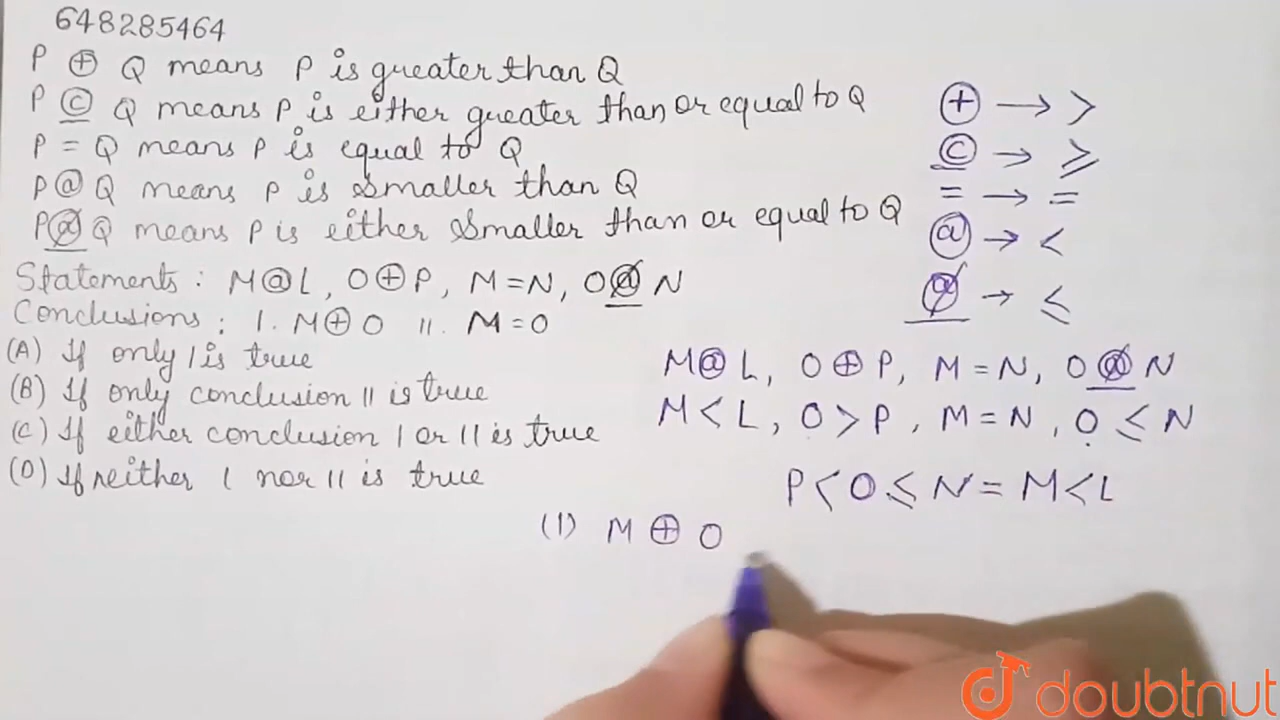 648285464
P ⊕ Q means P is greater than Q
P © Q means P is either greater than or equal to Q
P = Q means P is equal to Q
P @ Q means P is smaller than Q
P @̸ Q means P is either smaller than or equal to Q
Statements : M @ L, O ⊕ P, M = N, O @̸ N
Conclusions : I. M ⊕ O II. M = O
(A) If only I is true
(B) If only conclusion II is true
(C) If either conclusion I or II is true
(D) If neither I nor II is true
⊕ → >
© → ≥
= → =
@ → <
@̸ → ≤
M @ L, O ⊕ P, M = N, O @̸ N
M < L, O > P, M = N, O ≤ N
P < O ≤ N = M < L
(1) M ⊕ O
doubtnut